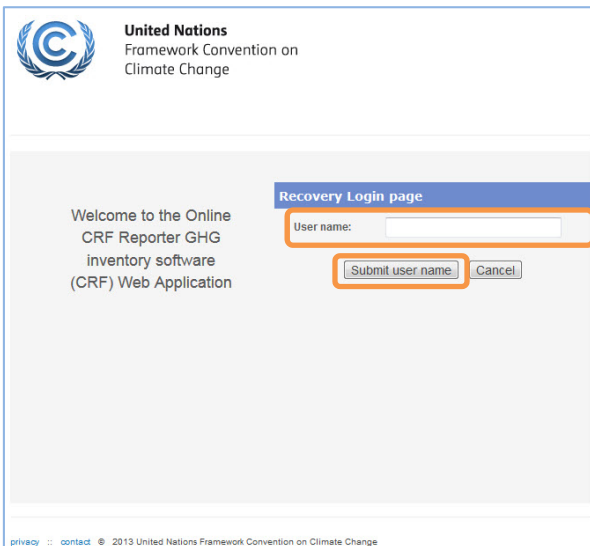 United Nations
Framework Convention on
Climate Change
Welcome to the Online
CRF Reporter GHG
inventory software
(CRF) Web Application
Recovery Login page
User name:
Submit user name Cancel
privacy :: contact © 2013 United Nations Framework Convention on Climate Change